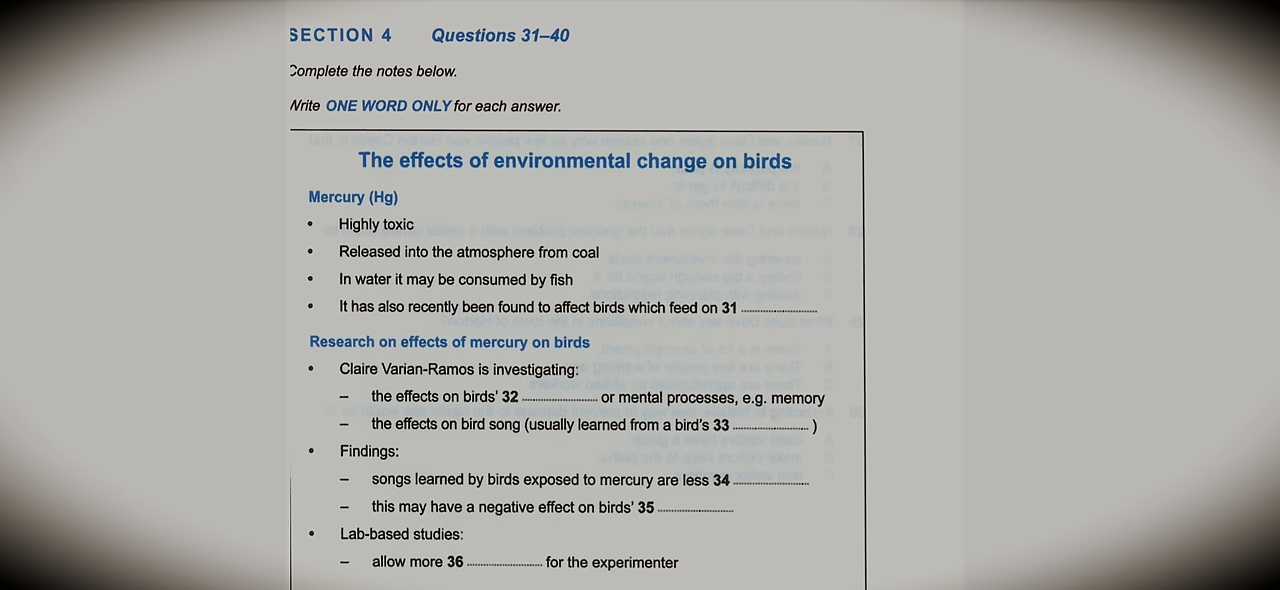 SECTION 4 Questions 31–40
Complete the notes below.
Write ONE WORD ONLY for each answer.
The effects of environmental change on birds
Mercury (Hg)
• Highly toxic
• Released into the atmosphere from coal
• In water it may be consumed by fish
• It has also recently been found to affect birds which feed on 31 ........................
Research on effects of mercury on birds
• Claire Varian-Ramos is investigating:
– the effects on birds' 32 ........................ or mental processes, e.g. memory
– the effects on bird song (usually learned from a bird's 33 ........................ )
• Findings:
– songs learned by birds exposed to mercury are less 34 ........................
– this may have a negative effect on birds' 35 ........................
• Lab-based studies:
– allow more 36 ........................ for the experimenter